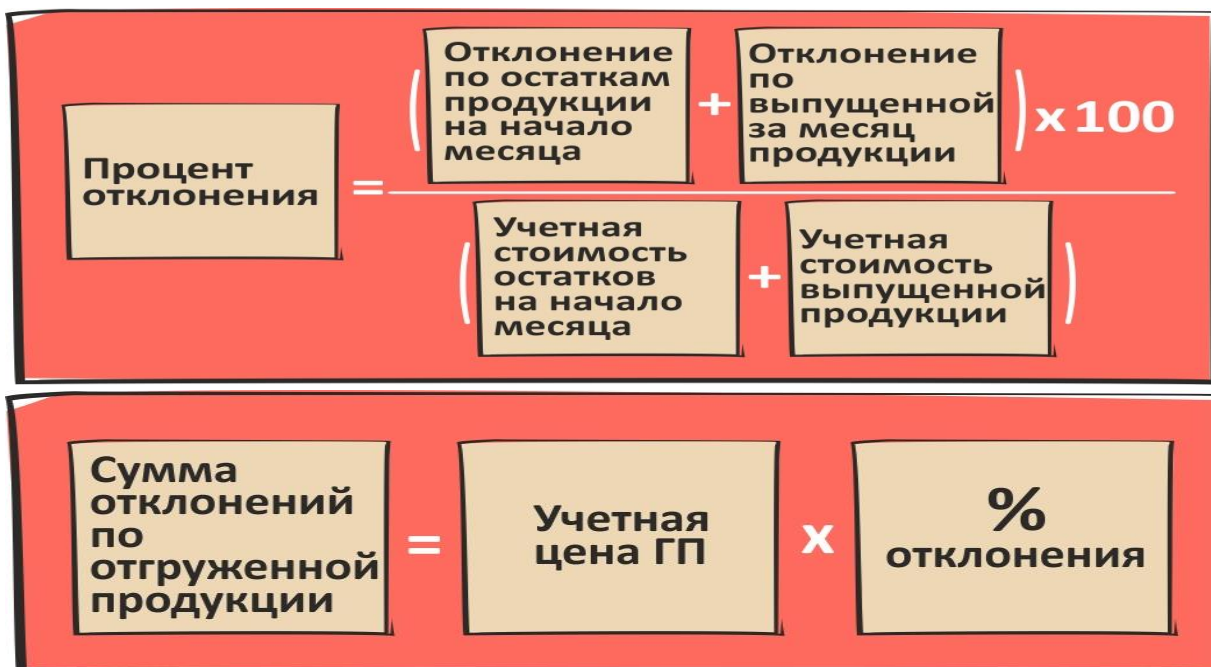 Процент
отклонения
=
(
Отклонение
по остаткам
продукции
на начало
месяца
+
Отклонение
по
выпущенной
за месяц
продукции
) х 100
(
Учетная
стоимость
остатков
на начало
месяца
+
Учетная
стоимость
выпущенной
продукции
)
Сумма
отклонений
по
отгруженной
продукции
=
Учетная
цена ГП
х
%
отклонения